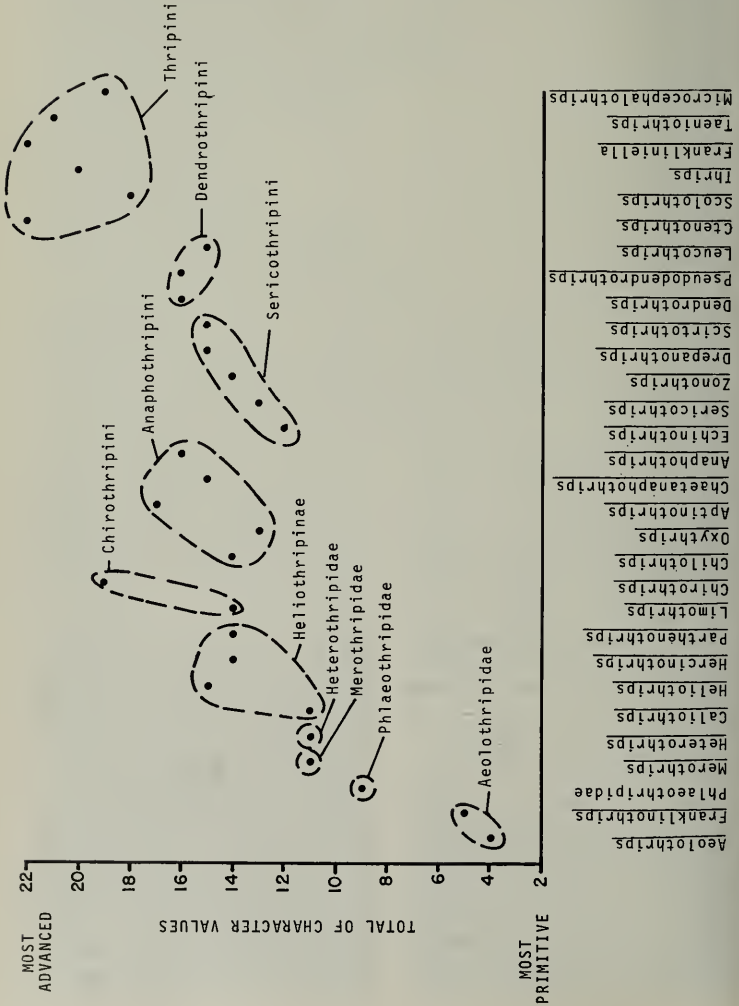 MOST
ADVANCED
22
20
18
16
14
12
10
8
6
4
2
MOST
PRIMITIVE
TOTAL OF CHARACTER VALUES
Aeolothripidae
Phlaeothripidae
Merothripidae
Heterothripidae
Heliothripinae
Chirothripini
Anaphothripini
Sericothripini
Dendrothripini
Thripini
Aeolothrips
Franklinothrips
Phlaeothripidae
Merothrips
Heterothrips
Caliothrips
Heliothrips
Hercinothrips
Parthenothrips
Limothrips
Chirothrips
Chilothrips
Oxythrips
Aptinothrips
Chaetanaphothrips
Anaphothrips
Echinothrips
Sericothrips
Zonothrips
Drepanothrips
Scirtothrips
Dendrothrips
Pseudodendrothrips
Leucothrips
Ctenothrips
Scolothrips
Thrips
Frankliniella
Taeniothrips
Microcephalothrips